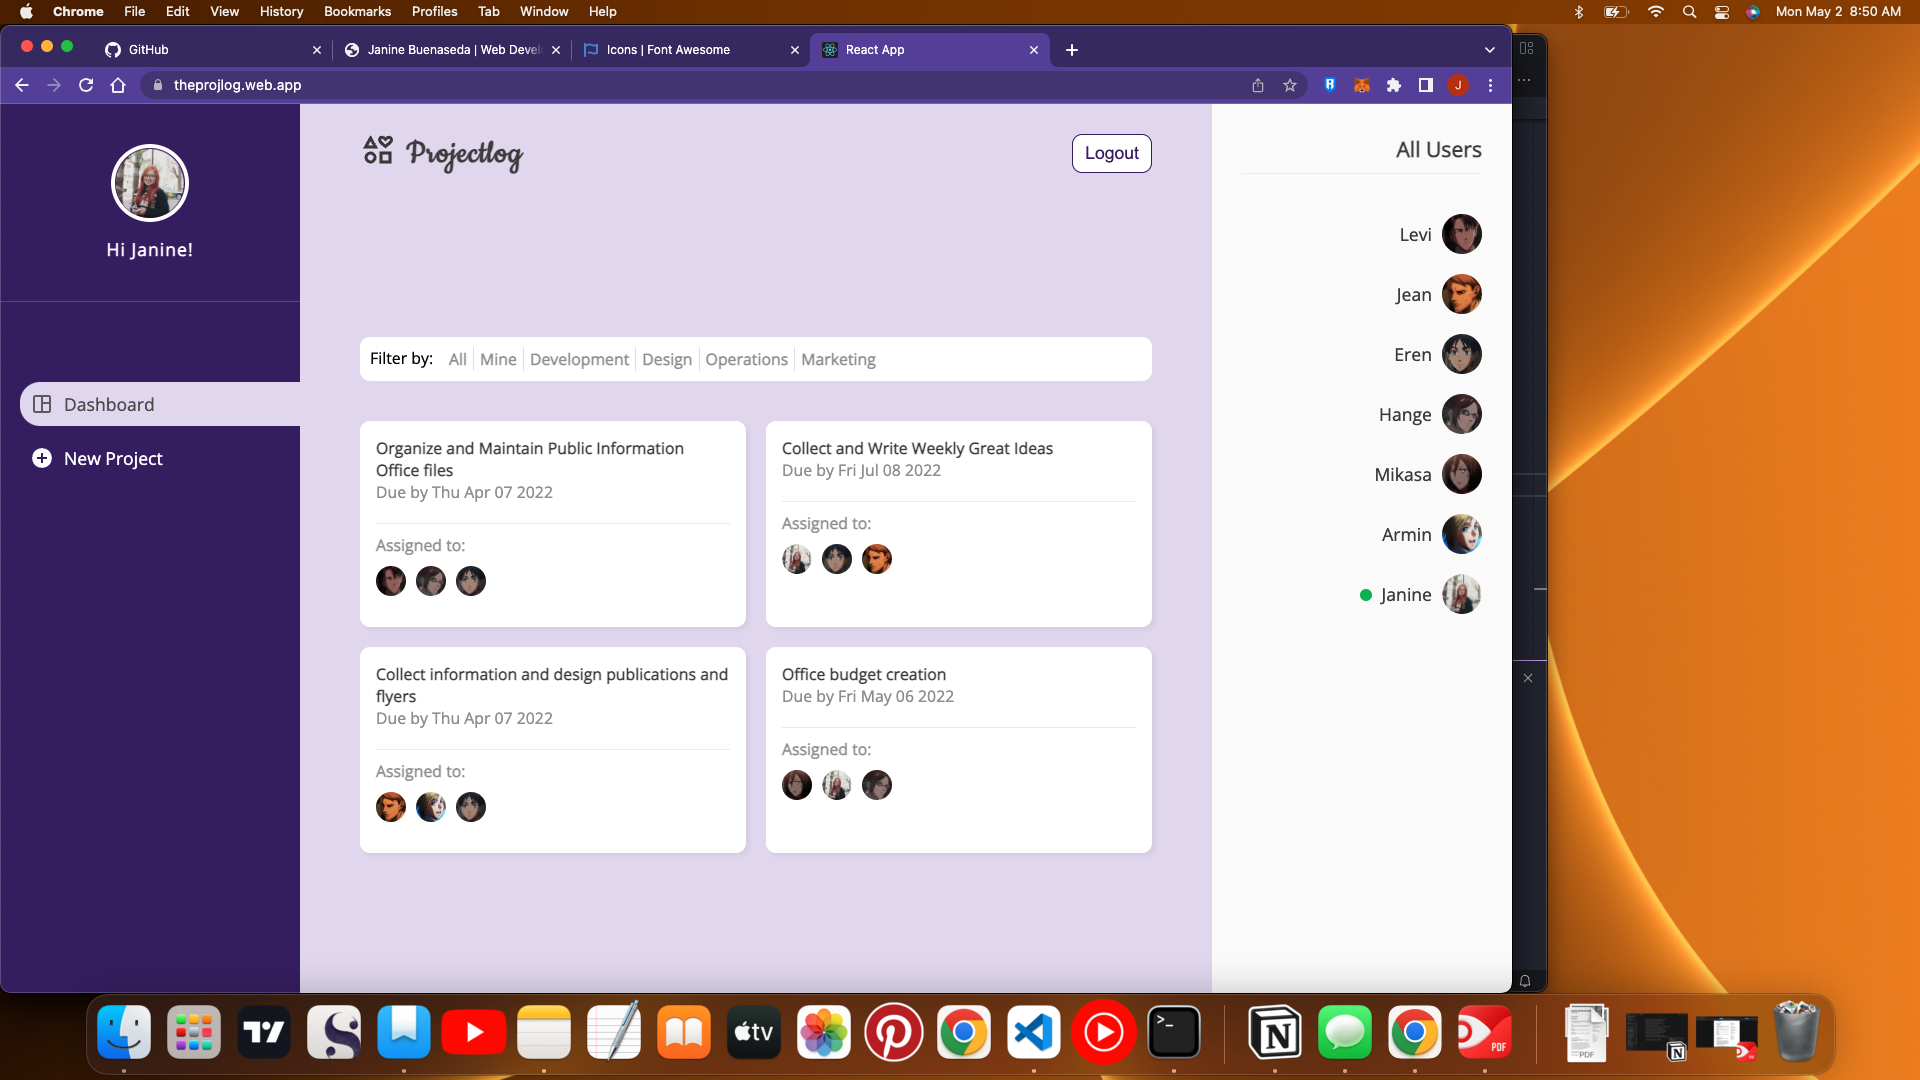 Chrome File Edit View History Bookmarks Profiles Tab Window Help
Mon May 2 8:50 AM
GitHub
Janine Buenaseda | Web Devel
Icons | Font Awesome
React App
theprojlog.web.app
J
Hi Janine!
Dashboard
New Project
Projectlog
Logout
Filter by: All Mine Development Design Operations Marketing
Organize and Maintain Public Information
Office files
Due by Thu Apr 07 2022
Assigned to:
Collect and Write Weekly Great Ideas
Due by Fri Jul 08 2022
Assigned to:
Collect information and design publications and
flyers
Due by Thu Apr 07 2022
Assigned to:
Office budget creation
Due by Fri May 06 2022
Assigned to:
All Users
Levi
Jean
Eren
Hange
Mikasa
Armin
Janine
tv
PDF
PDF